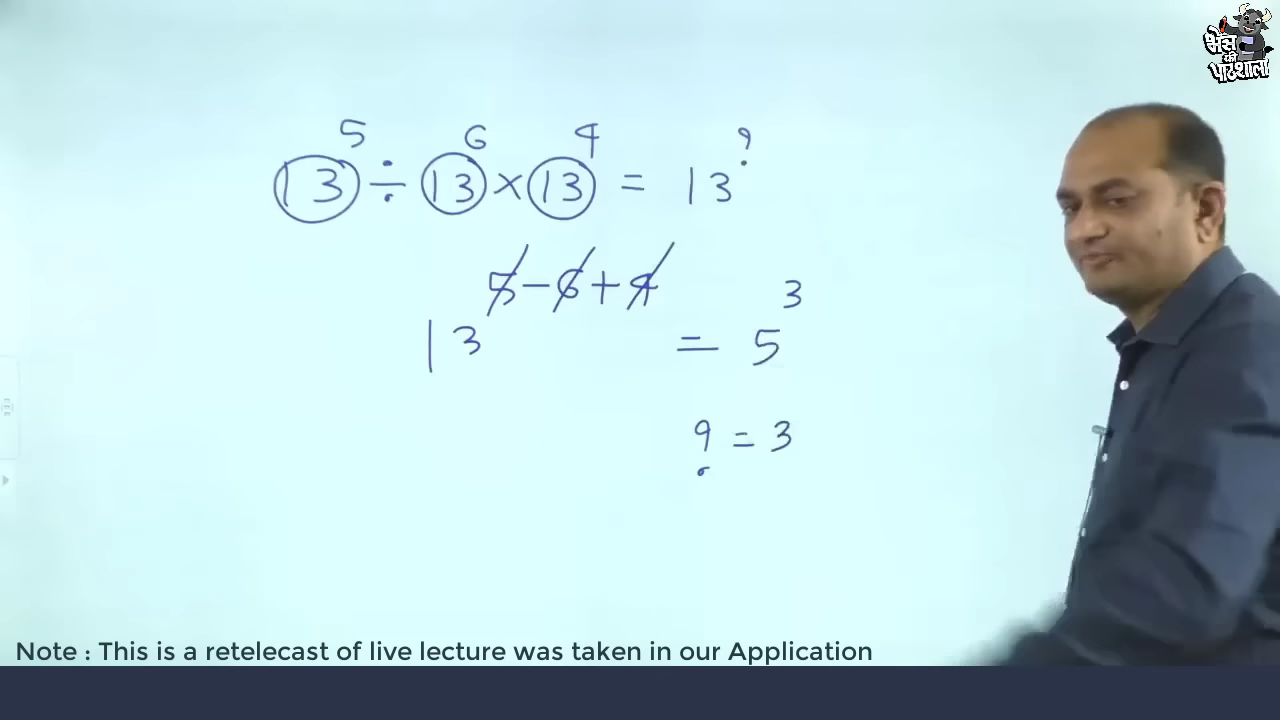 भैंस की पाठशाला
13^5 ÷ 13^6 × 13^4 = 13^?
13^5-6+4 = 5^3
? = 3
Note : This is a retelecast of live lecture was taken in our Application